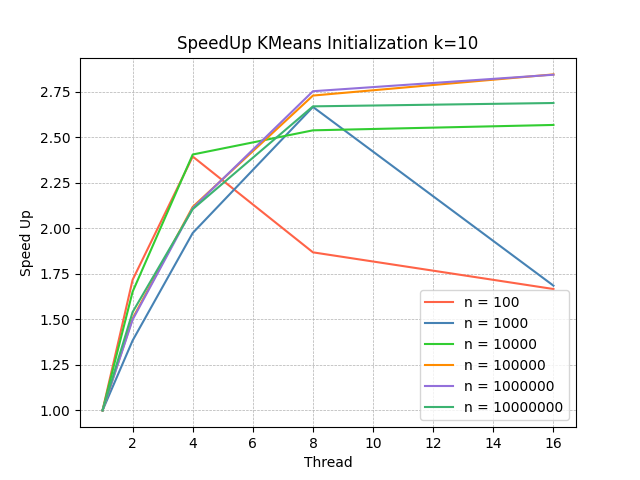 SpeedUp KMeans Initialization k=10
Speed Up
2.75
2.50
2.25
2.00
1.75
1.50
1.25
1.00
n = 100
n = 1000
n = 10000
n = 100000
n = 1000000
n = 10000000
2 4 6 8 10 12 14 16
Thread